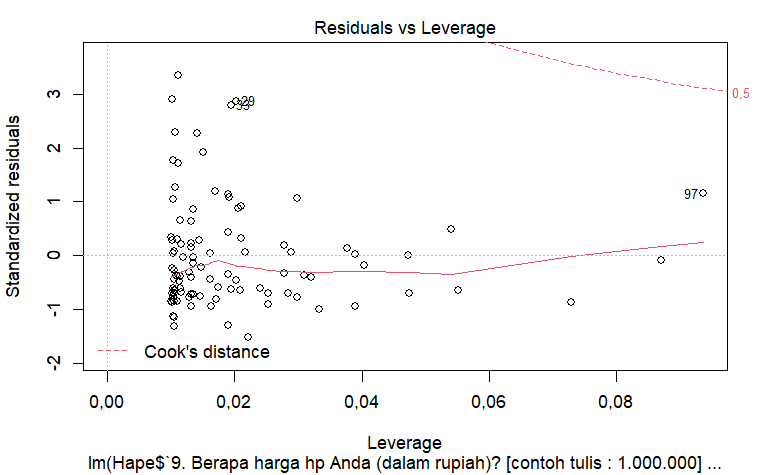 Residuals vs Leverage
Standardized residuals
3
2
1
0
-1
-2
29
97
0,5
Cook's distance
0,00
0,02
0,04
0,06
0,08
Leverage
lm(Hape$`9. Berapa harga hp Anda (dalam rupiah)? [contoh tulis : 1.000.000] ...